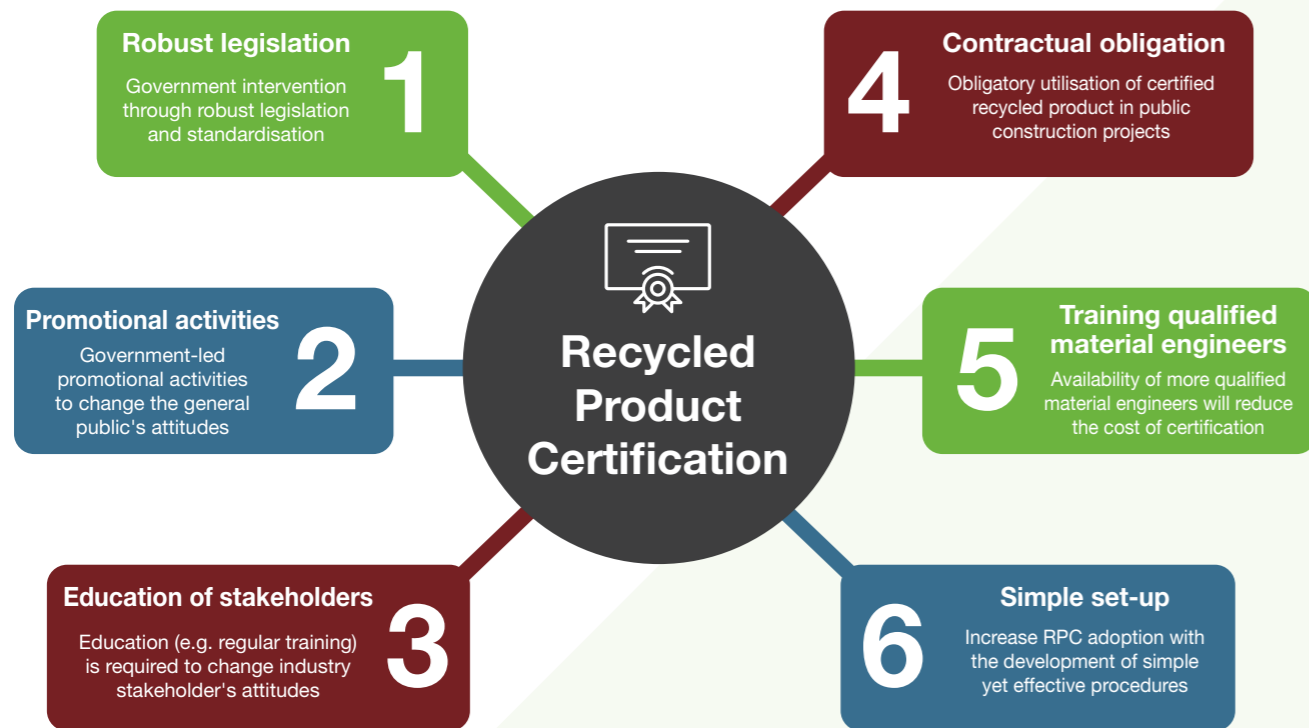 Robust legislation
Government intervention
through robust legislation
and standardisation
1
Promotional activities
Government-led
promotional activities
to change the general
public's attitudes
2
Education of stakeholders
Education (e.g. regular training)
is required to change industry
stakeholder's attitudes
3
Recycled
Product
Certification
4
Contractual obligation
Obligatory utilisation of certified
recycled product in public
construction projects
5
Training qualified
material engineers
Availability of more qualified
material engineers will reduce
the cost of certification
6
Simple set-up
Increase RPC adoption with
the development of simple
yet effective procedures